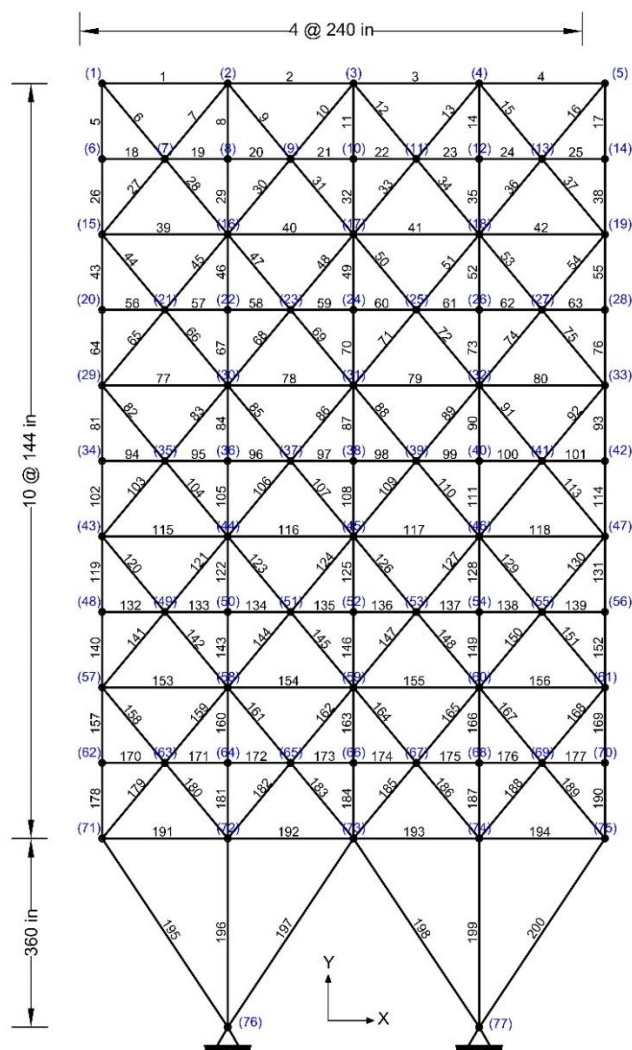 4 @ 240 in
(1) 1 (2) 2 (3) 3 (4) 4 (5)
5 6 7 8 9 10 11 12 13 14 15 16 17
(6) 18 (7) 19 (8) 20 (9) 21 (10) 22 (11) 23 (12) 24 (13) 25 (14)
26 27 28 29 30 31 32 33 34 35 36 37 38
(15) 39 (16) 40 (17) 41 (18) 42 (19)
43 44 45 46 47 48 49 50 51 52 53 54 55
(20) 56 (21) 57 (22) 58 (23) 59 (24) 60 (25) 61 (26) 62 (27) 63 (28)
64 65 66 67 68 69 70 71 72 73 74 75 76
(29) 77 (30) 78 (31) 79 (32) 80 (33)
81 82 83 84 85 86 87 88 89 90 91 92 93
(34) 94 (35) 95 (36) 96 (37) 97 (38) 98 (39) 99 (40) 100 (41) 101 (42)
10 @ 144 in
102 103 104 105 106 107 108 109 110 111 112 113 114
(43) 115 (44) 116 (45) 117 (46) 118 (47)
119 120 121 122 123 124 125 126 127 128 129 130 131
(48) 132 (49) 133 (50) 134 (51) 135 (52) 136 (53) 137 (54) 138 (55) 139 (56)
140 141 142 143 144 145 146 147 148 149 150 151 152
(57) 153 (58) 154 (59) 155 (60) 156 (61)
157 158 159 160 161 162 163 164 165 166 167 168 169
(62) 170 (63) 171 (64) 172 (65) 173 (66) 174 (67) 175 (68) 176 (69) 177 (70)
178 179 180 181 182 183 184 185 186 187 188 189 190
(71) 191 (72) 192 (73) 193 (74) 194 (75)
360 in
195 196 197 198 199 200
Y
X
(76) (77)